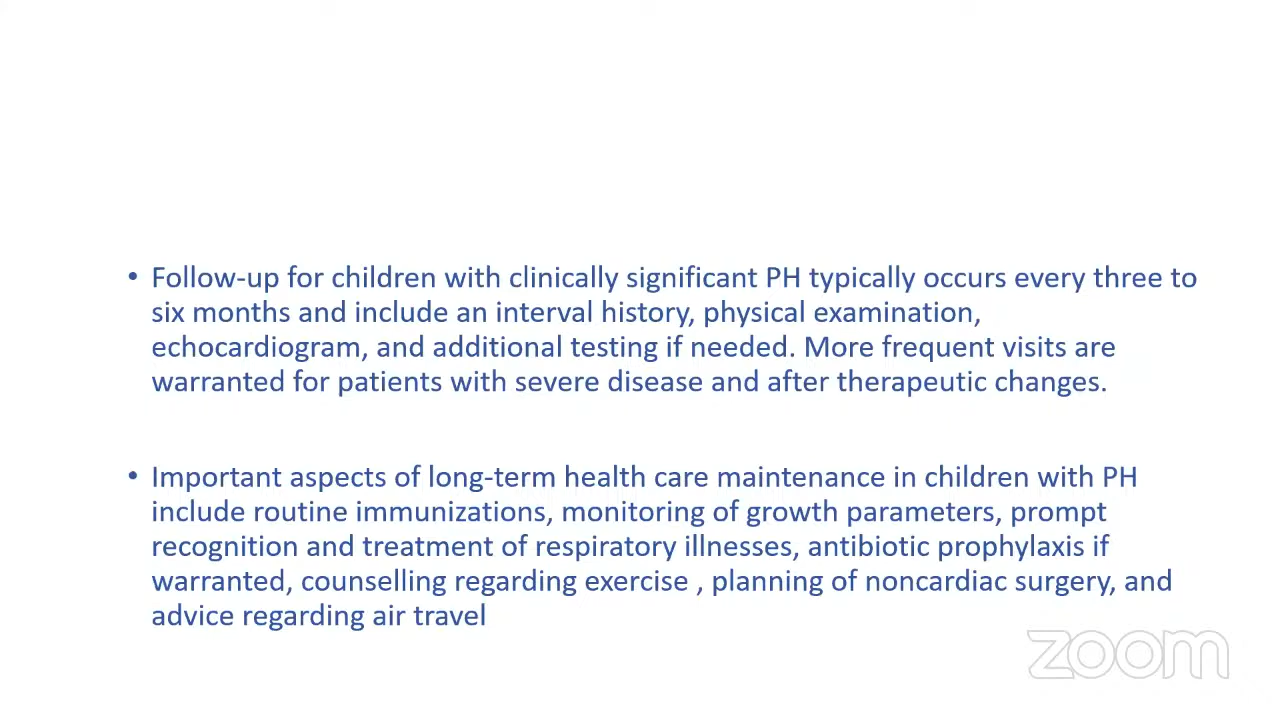 • Follow-up for children with clinically significant PH typically occurs every three to
six months and include an interval history, physical examination,
echocardiogram, and additional testing if needed. More frequent visits are
warranted for patients with severe disease and after therapeutic changes.
• Important aspects of long-term health care maintenance in children with PH
include routine immunizations, monitoring of growth parameters, prompt
recognition and treatment of respiratory illnesses, antibiotic prophylaxis if
warranted, counselling regarding exercise , planning of noncardiac surgery, and
advice regarding air travel
zoom